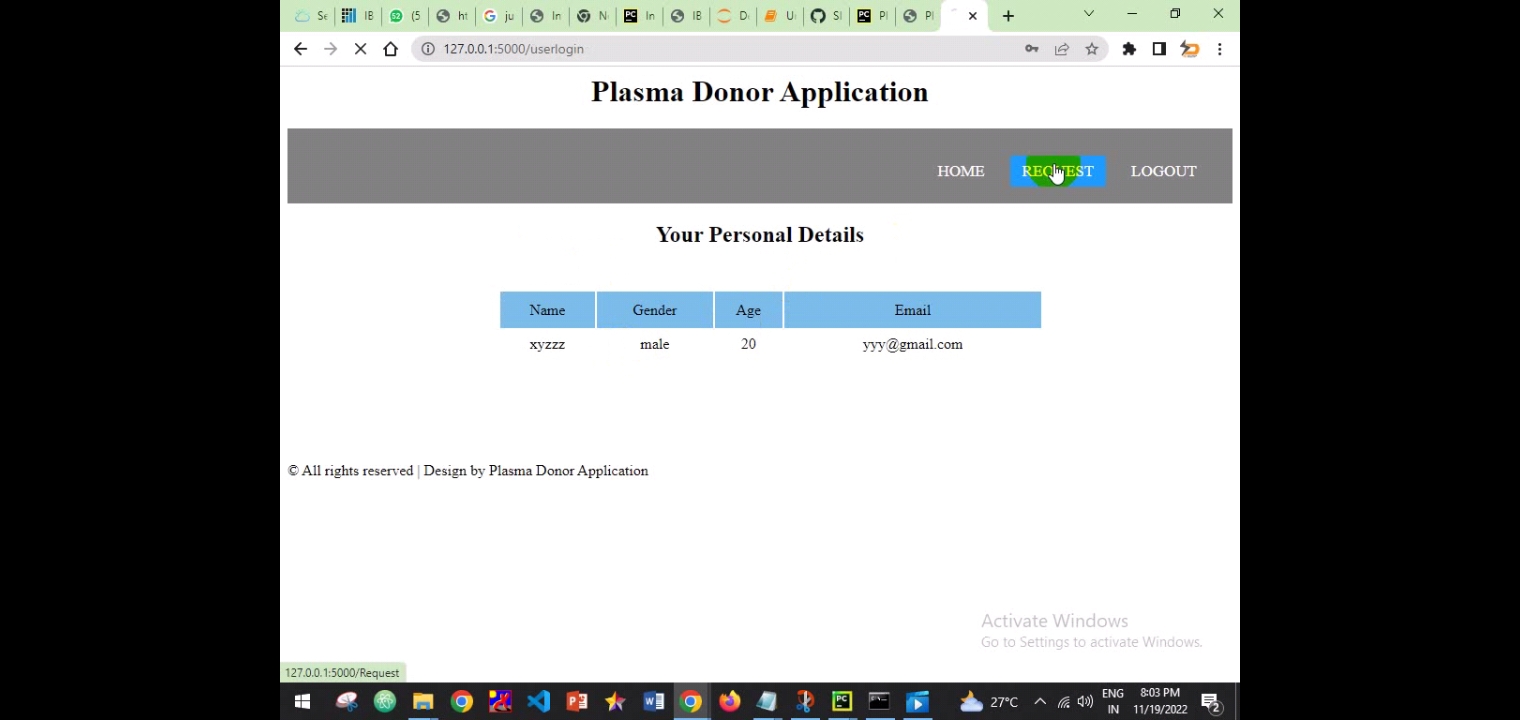 Se
IB
(5
ht
ju
In
N
In
IB
D
U
Sl
Pl
Pl
127.0.0.1:5000/userlogin
Plasma Donor Application
HOME REQUEST LOGOUT
Your Personal Details
Name Gender Age Email
xyzzz male 20 yyy@gmail.com
© All rights reserved | Design by Plasma Donor Application
Activate Windows
Go to Settings to activate Windows.
127.0.0.1:5000/Request
27°C
ENG
IN
8:03 PM
11/19/2022
2